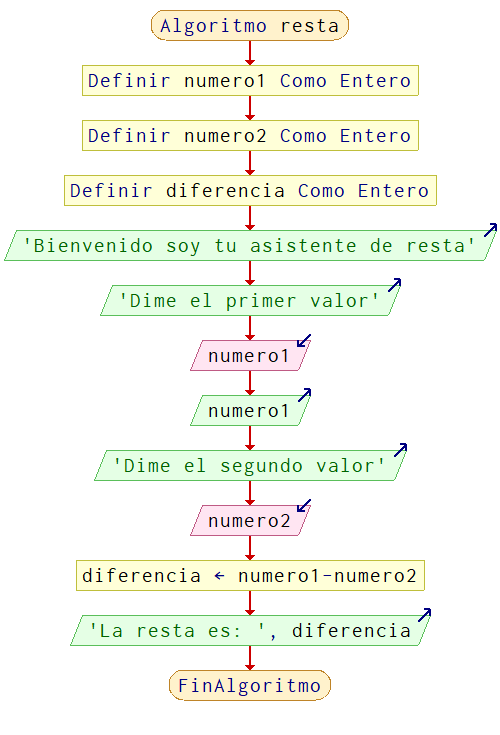 Algoritmo resta
Definir numero1 Como Entero
Definir numero2 Como Entero
Definir diferencia Como Entero
'Bienvenido soy tu asistente de resta'
'Dime el primer valor'
numero1
numero1
'Dime el segundo valor'
numero2
diferencia ← numero1-numero2
'La resta es: ', diferencia
FinAlgoritmo